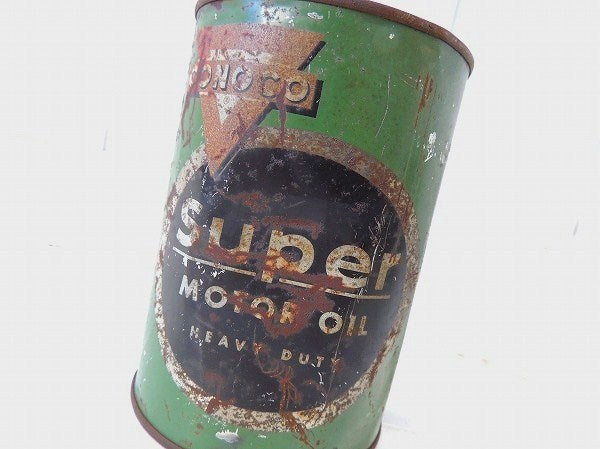 CONOCO
Super
MOTOR OIL
HEAVY DUTY